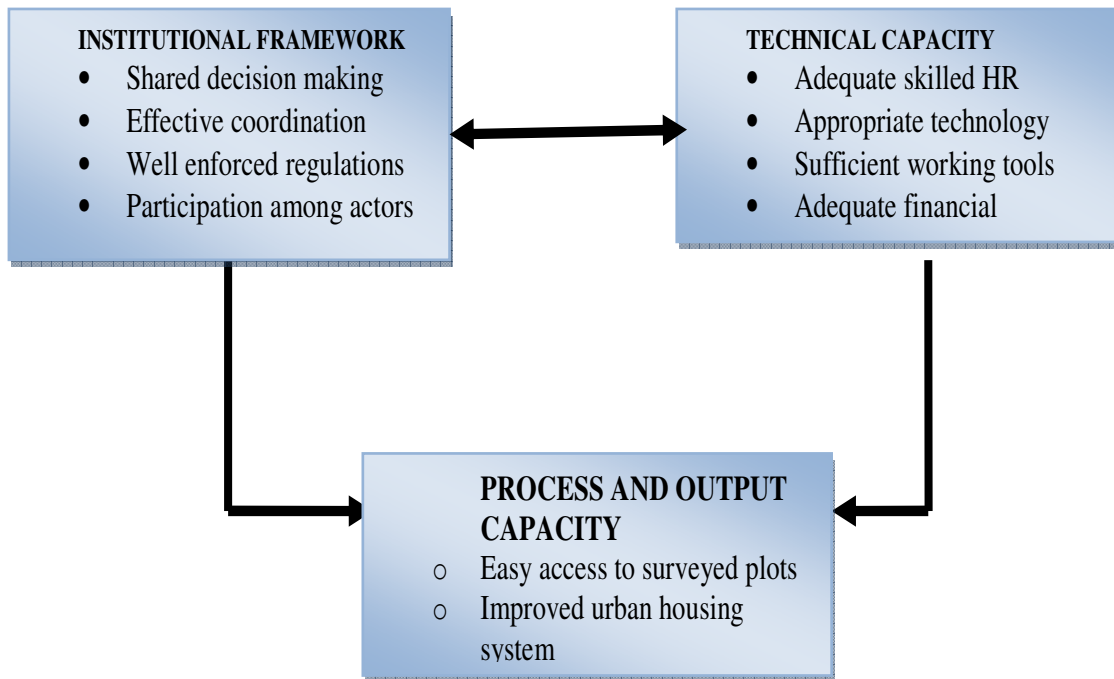 INSTITUTIONAL FRAMEWORK
• Shared decision making
• Effective coordination
• Well enforced regulations
• Participation among actors
TECHNICAL CAPACITY
• Adequate skilled HR
• Appropriate technology
• Sufficient working tools
• Adequate financial
PROCESS AND OUTPUT
CAPACITY
o Easy access to surveyed plots
o Improved urban housing
system